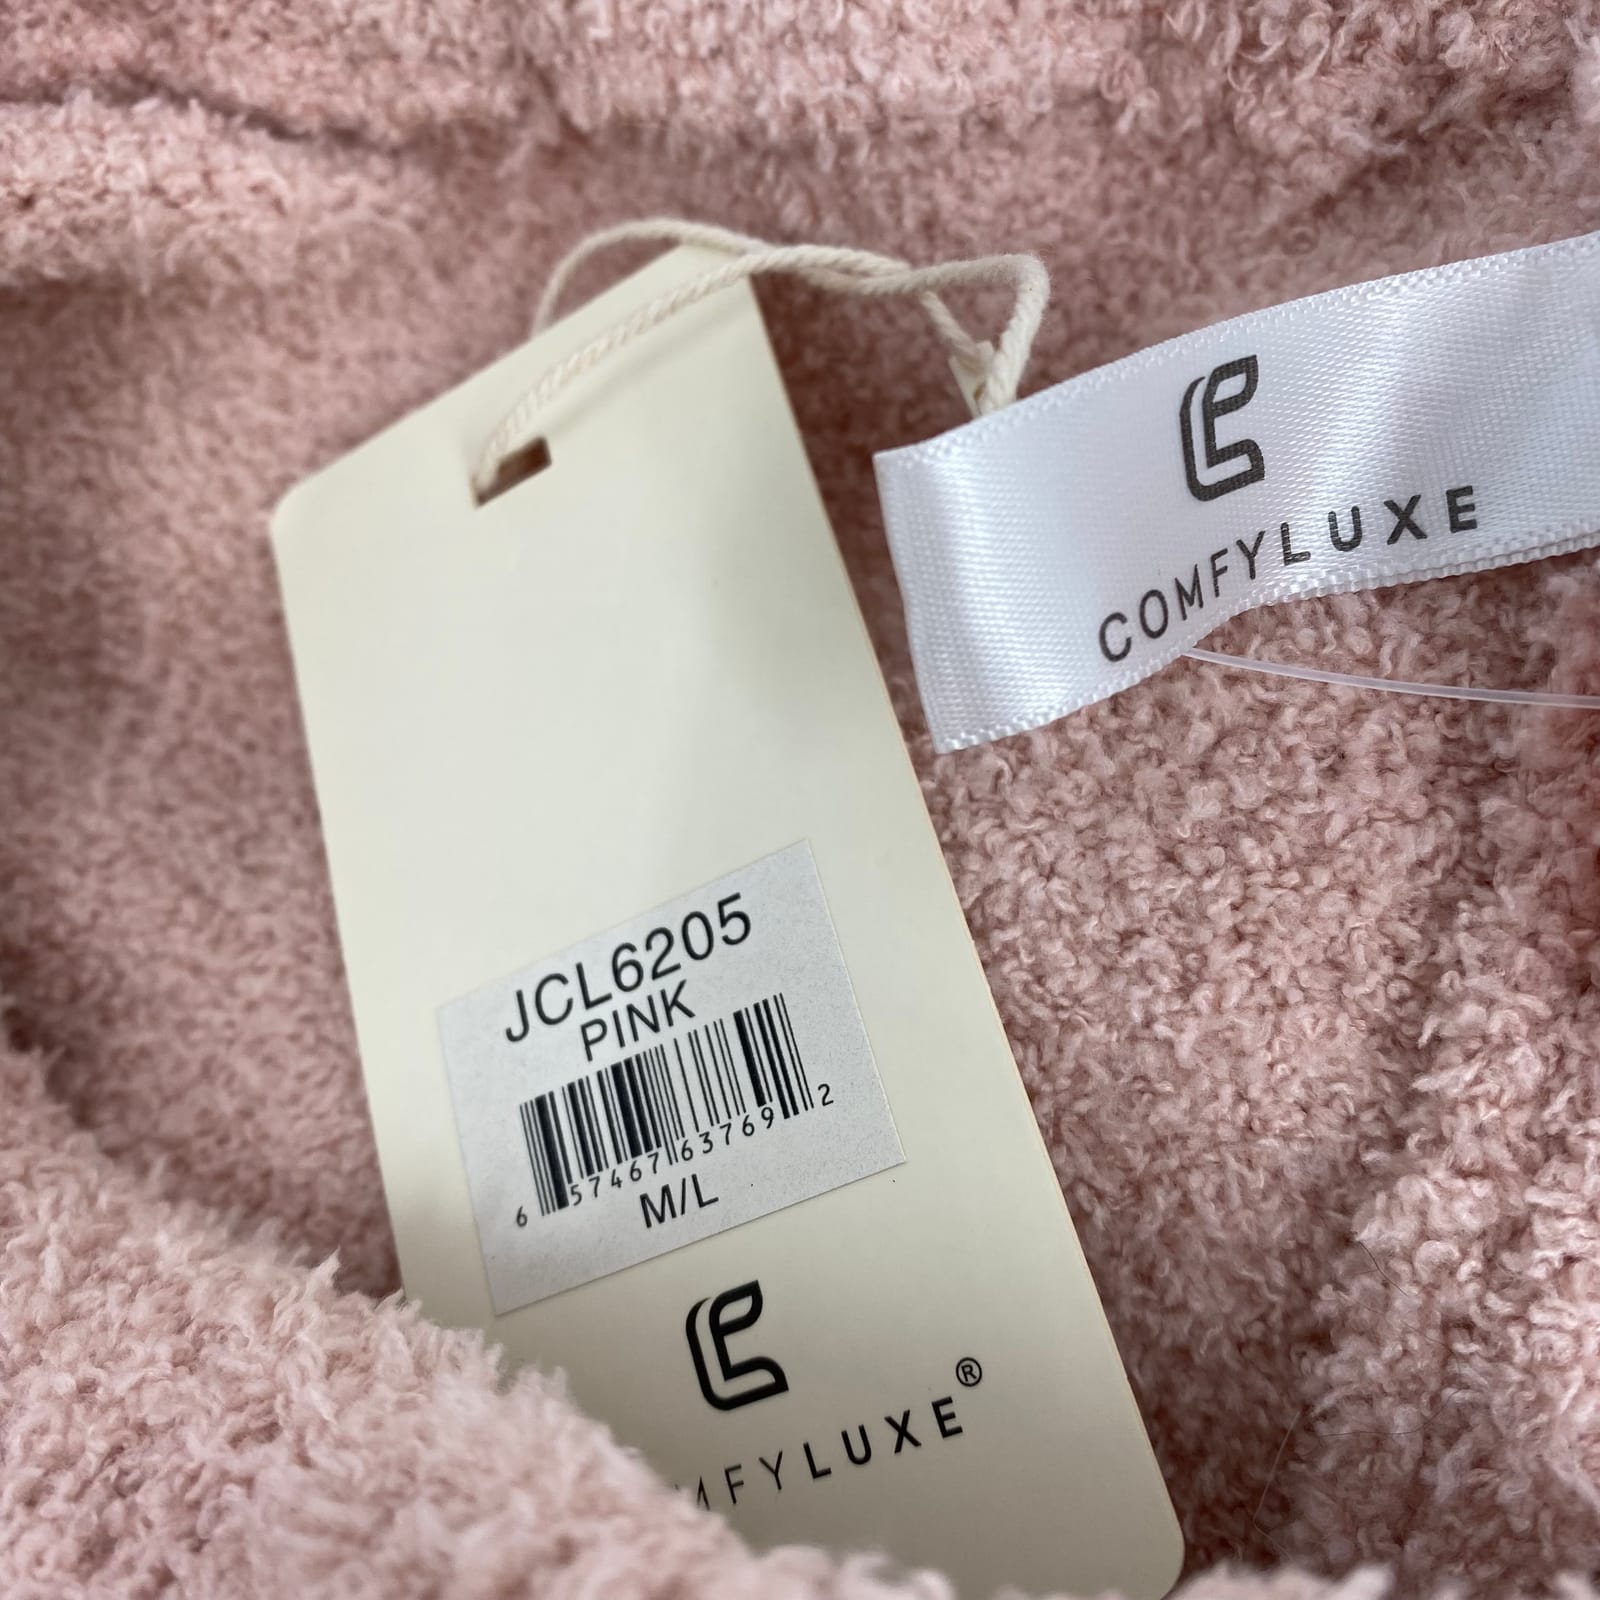 COMFYLUXE
JCL6205
PINK
6 57467 63769 2
M/L
MFYLUXE®